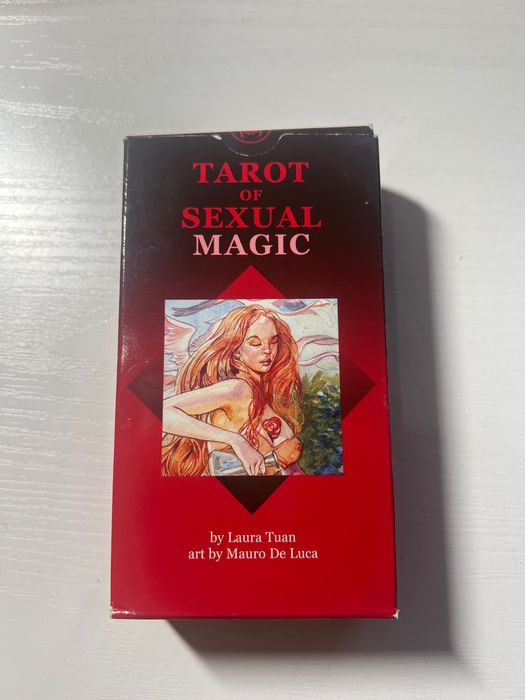 TAROT
OF
SEXUAL
MAGIC
by Laura Tuan
art by Mauro De Luca